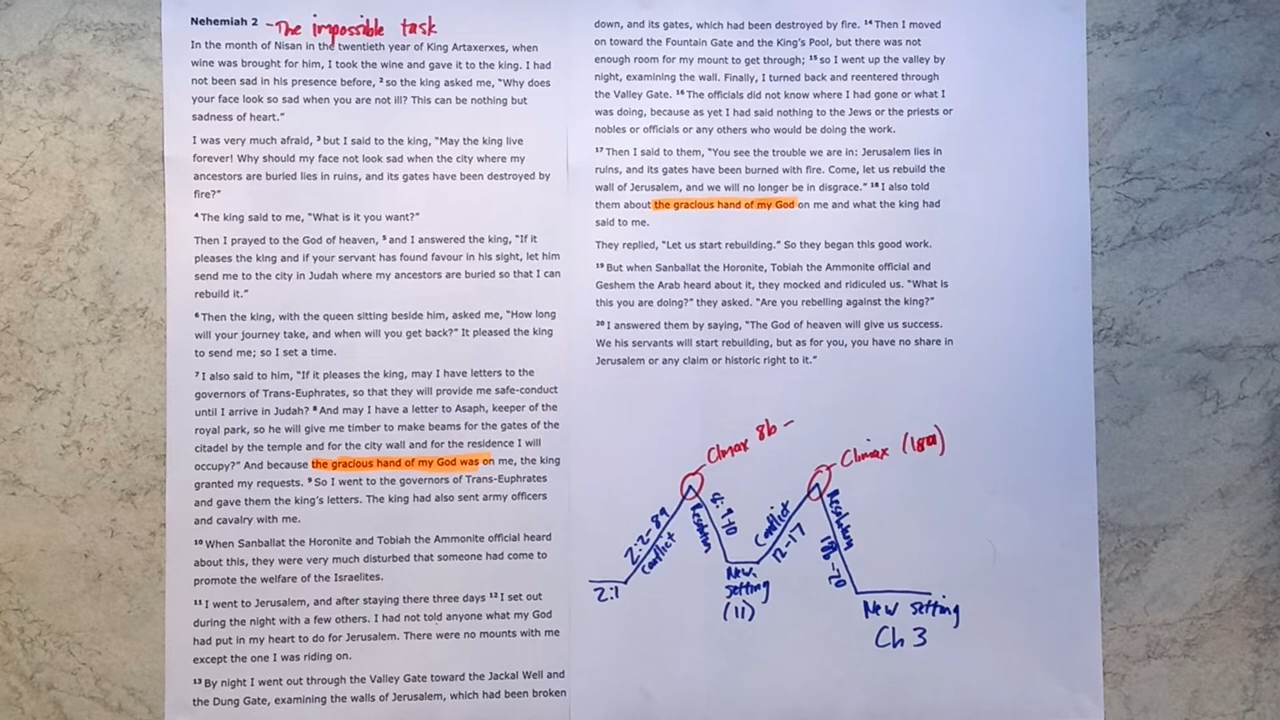 Nehemiah 2 - The impossible task
In the month of Nisan in the twentieth year of King Artaxerxes, when
wine was brought for him, I took the wine and gave it to the king. I had
not been sad in his presence before, ² so the king asked me, “Why does
your face look so sad when you are not ill? This can be nothing but
sadness of heart.”
I was very much afraid, ³ but I said to the king, “May the king live
forever! Why should my face not look sad when the city where my
ancestors are buried lies in ruins, and its gates have been destroyed by
fire?”
⁴ The king said to me, “What is it you want?”
Then I prayed to the God of heaven, ⁵ and I answered the king, “If it
pleases the king and if your servant has found favour in his sight, let him
send me to the city in Judah where my ancestors are buried so that I can
rebuild it.”
⁶ Then the king, with the queen sitting beside him, asked me, “How long
will your journey take, and when will you get back?” It pleased the king
to send me; so I set a time.
⁷ I also said to him, “If it pleases the king, may I have letters to the
governors of Trans-Euphrates, so that they will provide me safe-conduct
until I arrive in Judah? ⁸ And may I have a letter to Asaph, keeper of the
royal park, so he will give me timber to make beams for the gates of the
citadel by the temple and for the city wall and for the residence I will
occupy?” And because the gracious hand of my God was on me, the king
granted my requests. ⁹ So I went to the governors of Trans-Euphrates
and gave them the king’s letters. The king had also sent army officers
and cavalry with me.
¹⁰ When Sanballat the Horonite and Tobiah the Ammonite official heard
about this, they were very much disturbed that someone had come to
promote the welfare of the Israelites.
¹¹ I went to Jerusalem, and after staying there three days ¹² I set out
during the night with a few others. I had not told anyone what my God
had put in my heart to do for Jerusalem. There were no mounts with me
except the one I was riding on.
¹³ By night I went out through the Valley Gate toward the Jackal Well and
the Dung Gate, examining the walls of Jerusalem, which had been broken
down, and its gates, which had been destroyed by fire. ¹⁴ Then I moved
on toward the Fountain Gate and the King’s Pool, but there was not
enough room for my mount to get through; ¹⁵ so I went up the valley by
night, examining the wall. Finally, I turned back and reentered through
the Valley Gate. ¹⁶ The officials did not know where I had gone or what I
was doing, because as yet I had said nothing to the Jews or the priests or
nobles or officials or any others who would be doing the work.
¹⁷ Then I said to them, “You see the trouble we are in: Jerusalem lies in
ruins, and its gates have been burned with fire. Come, let us rebuild the
wall of Jerusalem, and we will no longer be in disgrace.” ¹⁸ I also told
them about the gracious hand of my God on me and what the king had
said to me.
They replied, “Let us start rebuilding.” So they began this good work.
¹⁹ But when Sanballat the Horonite, Tobiah the Ammonite official and
Geshem the Arab heard about it, they mocked and ridiculed us. “What is
this you are doing?” they asked. “Are you rebelling against the king?”
²⁰ I answered them by saying, “The God of heaven will give us success.
We his servants will start rebuilding, but as for you, you have no share in
Jerusalem or any claim or historic right to it.”
2:1
2:2-8a
Conflict
Climax 8b -
9-10
New
Setting
(11)
Conflict
12-17
Climax (18a)
18b-20
New setting
Ch 3